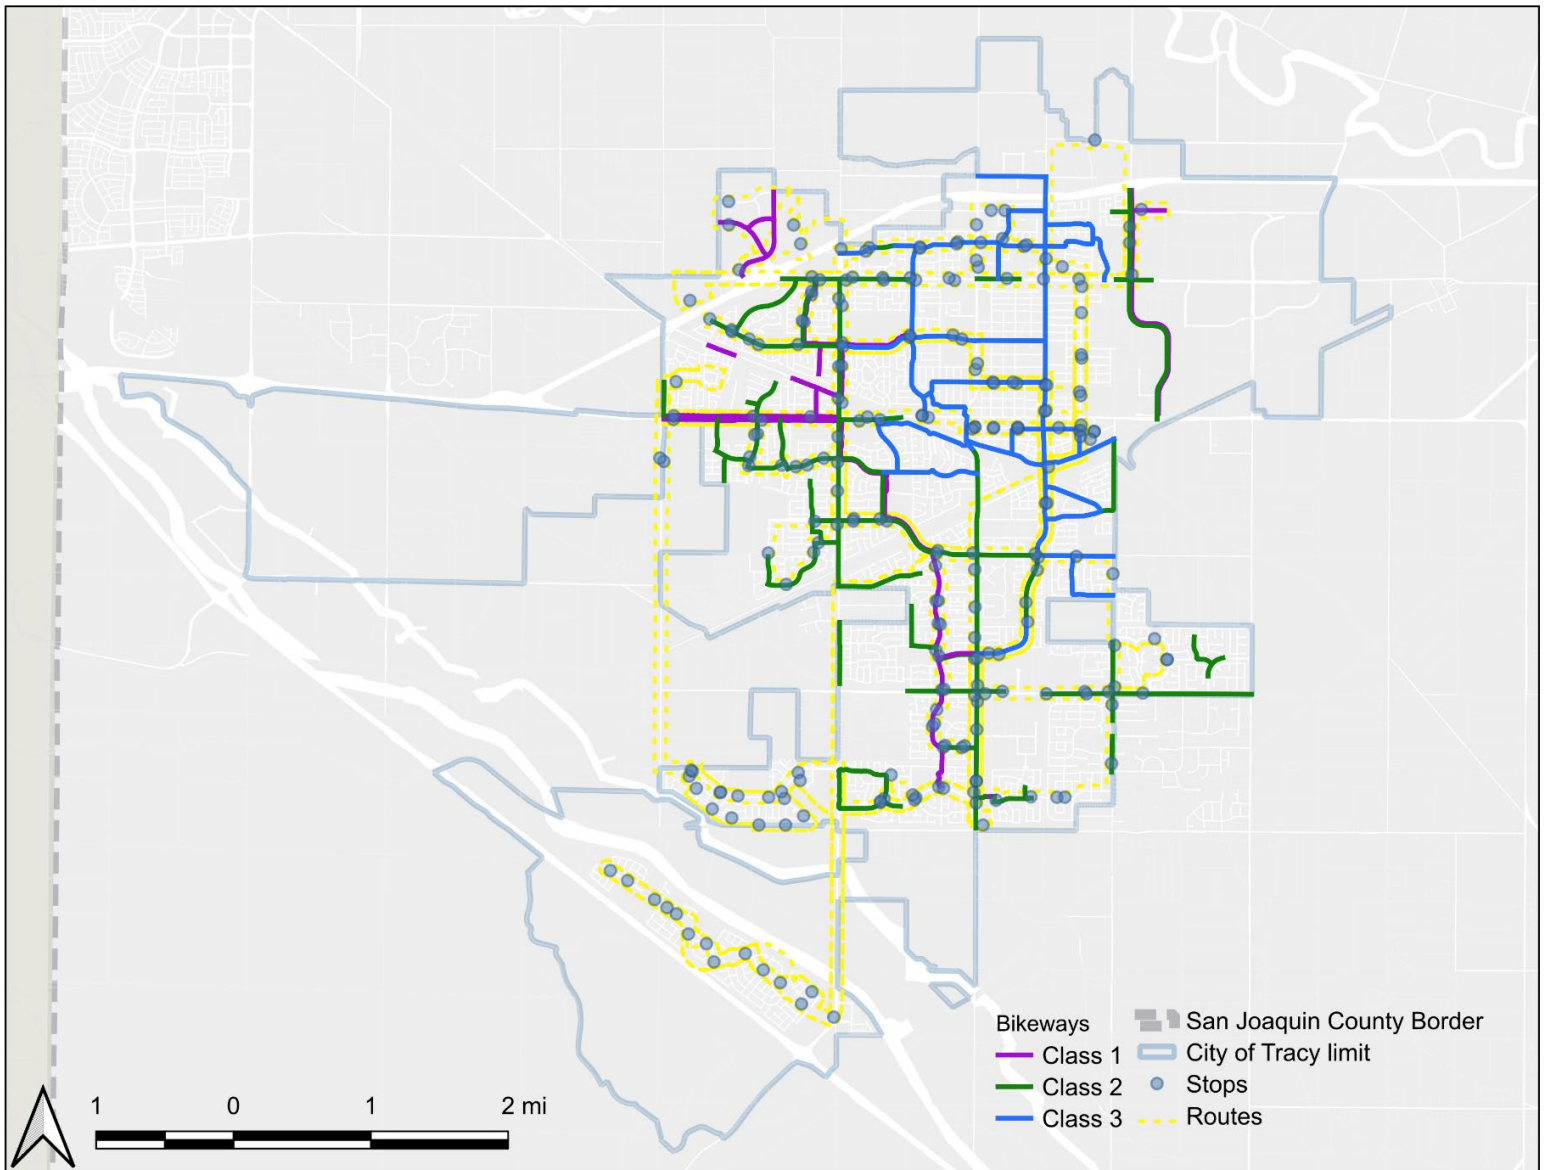 Bikeways
Class 1
Class 2
Class 3
San Joaquin County Border
City of Tracy limit
Stops
Routes
1 0 1 2 mi